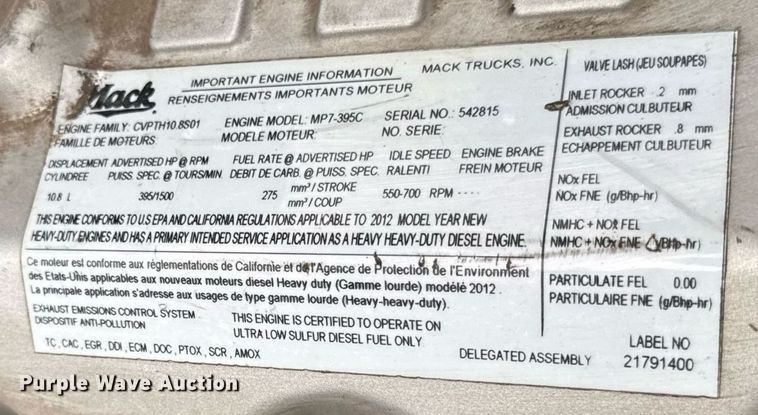 Mack
IMPORTANT ENGINE INFORMATION MACK TRUCKS, INC.
RENSEIGNEMENTS IMPORTANTS MOTEUR
ENGINE FAMILY: CVPTH10.8S01 ENGINE MODEL: MP7-395C SERIAL NO.: 542815
FAMILLE DE MOTEURS MODELE MOTEUR: NO. SERIE:
DISPLACEMENT ADVERTISED HP @ RPM FUEL RATE @ ADVERTISED HP IDLE SPEED ENGINE BRAKE
CYLINDREE PUISS. SPEC @ TOURS/MIN DEBIT DE CARB. @ PUISS. SPEC. RALENTI FREIN MOTEUR
10.8 L 395/1500 275 mm³/STROKE 550-700 RPM ----
mm³/COUP
THIS ENGINE CONFORMS TO U.S EPA AND CALIFORNIA REGULATIONS APPLICABLE TO 2012 MODEL YEAR NEW
HEAVY-DUTY ENGINES AND HAS A PRIMARY INTENDED SERVICE APPLICATION AS A HEAVY HEAVY-DUTY DIESEL ENGINE.
Ce moteur est conforme aux réglementations de Californie et de l'Agence de Protection de l'Environment
des Etats-Unis applicables aux nouveaux moteurs diesel Heavy duty (Gamme lourde) modélé 2012 .
La principale application s'adresse aux usages de type gamme lourde (Heavy-heavy-duty).
EXHAUST EMISSIONS CONTROL SYSTEM THIS ENGINE IS CERTIFIED TO OPERATE ON
DISPOSITIF ANTI-POLLUTION ULTRA LOW SULFUR DIESEL FUEL ONLY
TC, CAC, EGR, DDI, ECM, DOC, PTOX, SCR, AMOX DELEGATED ASSEMBLY
VALVE LASH (JEU SOUPAPES)
INLET ROCKER .2 mm
ADMISSION CULBUTEUR
EXHAUST ROCKER .8 mm
ECHAPPEMENT CULBUTEUR
NOx FEL
NOx FNE (g/Bhp-hr)
NMHC + NOx FEL
NMHC + NOx FNE (g/Bhp-hr)
PARTICULATE FEL 0.00
PARTICULAIRE FNE (g/Bhp-hr)
LABEL NO
21791400
Purple Wave Auction